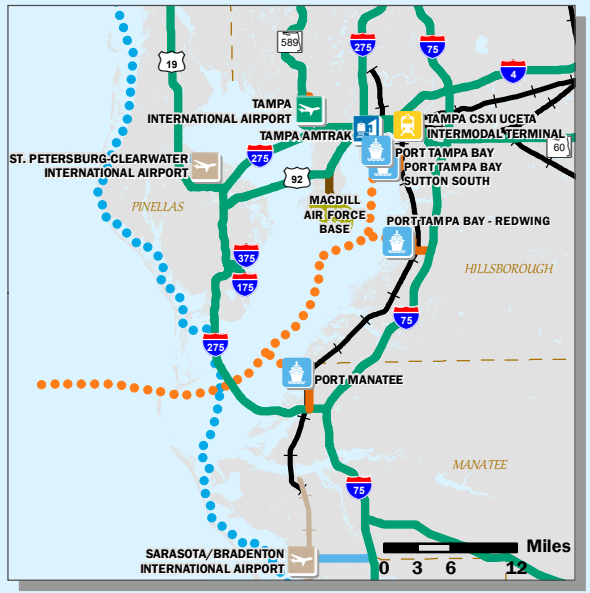 589
275
75
19
4
TAMPA
INTERNATIONAL AIRPORT
TAMPA CSXI UCETA
INTERMODAL TERMINAL
TAMPA AMTRAK
60
PORT TAMPA BAY
ST. PETERSBURG-CLEARWATER
INTERNATIONAL AIRPORT
275
PORT TAMPA BAY
SUTTON SOUTH
92
PINELLAS
MACDILL
AIR FORCE
BASE
PORT TAMPA BAY - REDWING
375
175
HILLSBOROUGH
75
275
PORT MANATEE
MANATEE
75
SARASOTA/BRADENTON
INTERNATIONAL AIRPORT
Miles
0 3 6 12